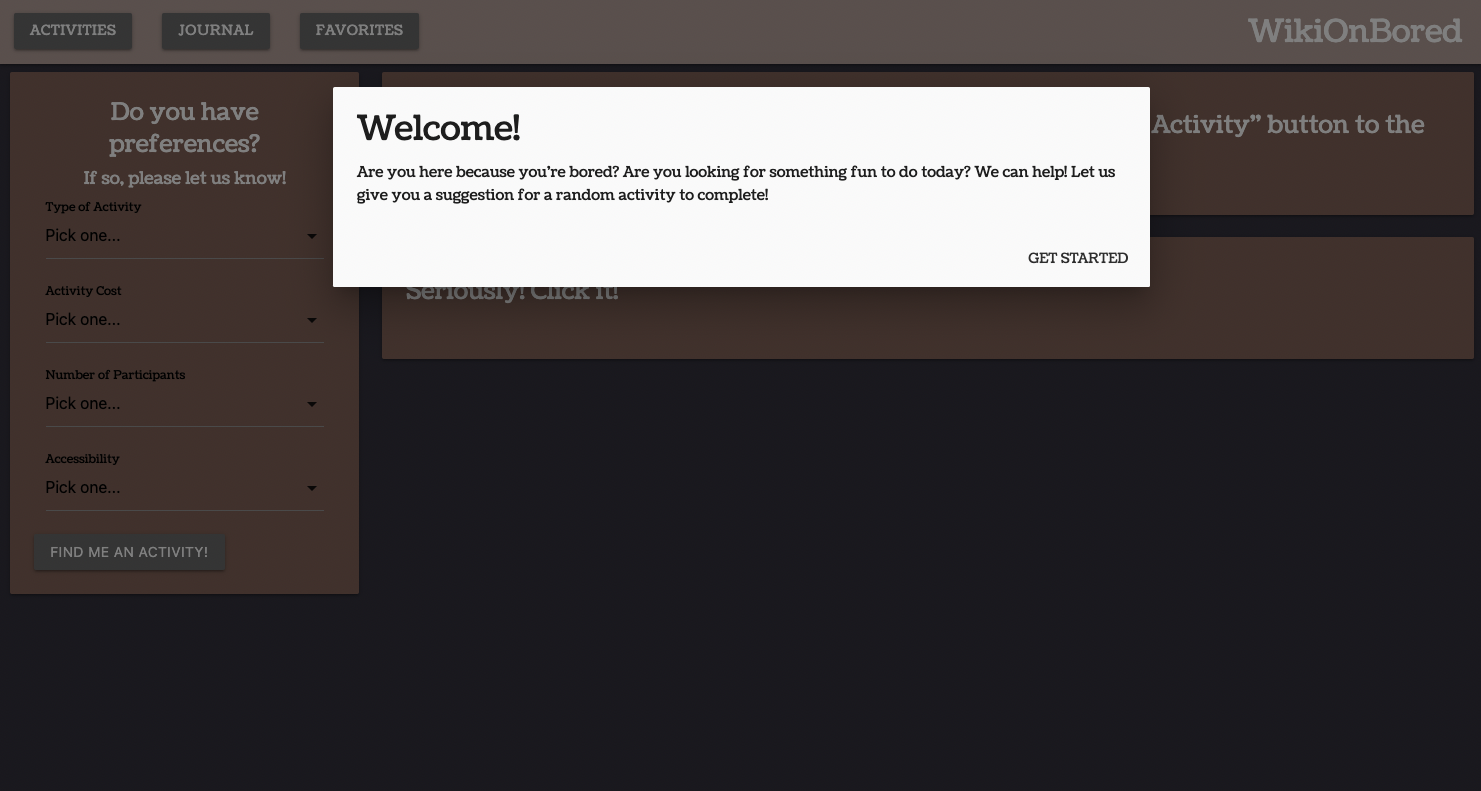 ACTIVITIES JOURNAL FAVORITES WikiOnBored
Do you have
preferences?
If so, please let us know!
Type of Activity
Pick one...
Activity Cost
Pick one...
Number of Participants
Pick one...
Accessibility
Pick one...
FIND ME AN ACTIVITY!
Activity” button to the
Welcome!
Are you here because you're bored? Are you looking for something fun to do today? We can help! Let us
give you a suggestion for a random activity to complete!
GET STARTED
Seriously! Click it!